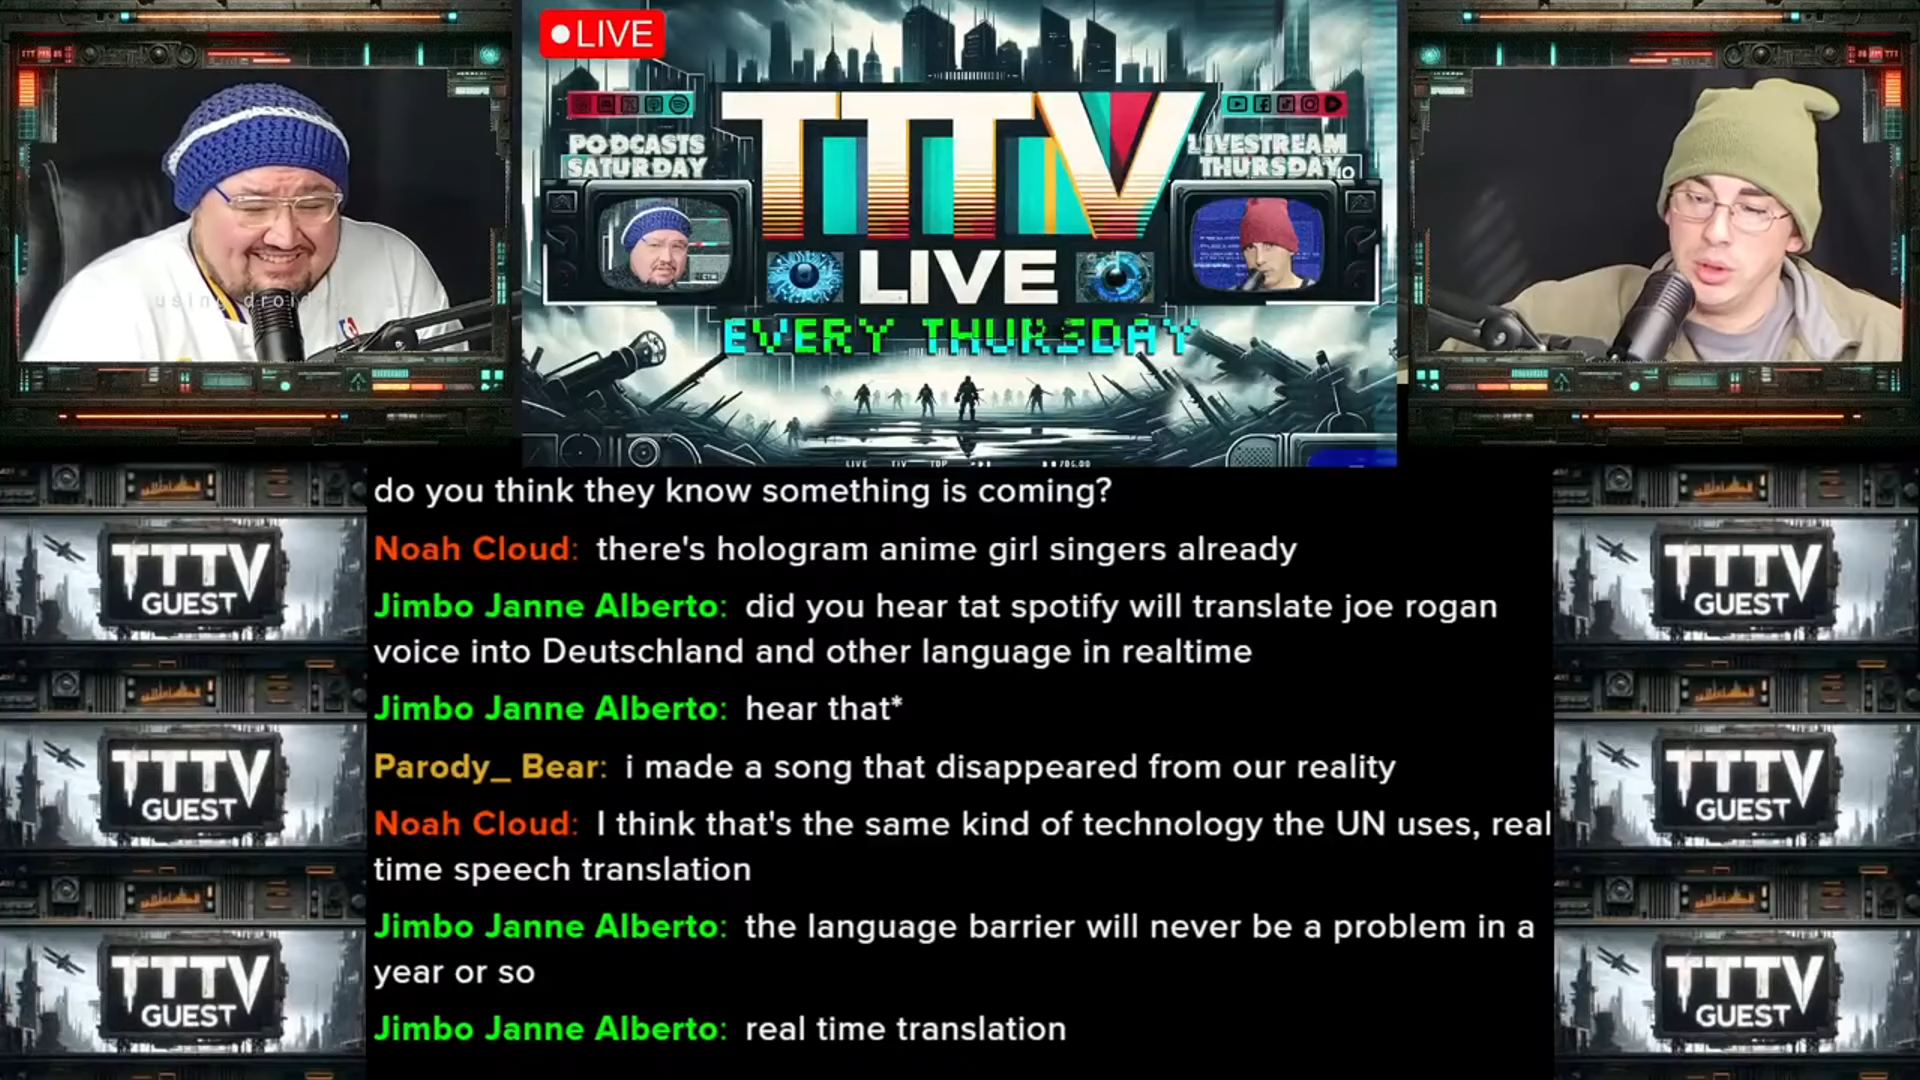 LIVE
PODCASTS
SATURDAY
TTTV
LIVESTREAM
THURSDAY
LIVE
EVERY THURSDAY
do you think they know something is coming?
Noah Cloud: there's hologram anime girl singers already
Jimbo Janne Alberto: did you hear tat spotify will translate joe rogan
voice into Deutschland and other language in realtime
Jimbo Janne Alberto: hear that*
Parody_ Bear: i made a song that disappeared from our reality
Noah Cloud: I think that's the same kind of technology the UN uses, real
time speech translation
Jimbo Janne Alberto: the language barrier will never be a problem in a
year or so
Jimbo Janne Alberto: real time translation
TTTV
GUEST
TTTV
GUEST
TTTV
GUEST
TTTV
GUEST
TTTV
GUEST
TTTV
GUEST